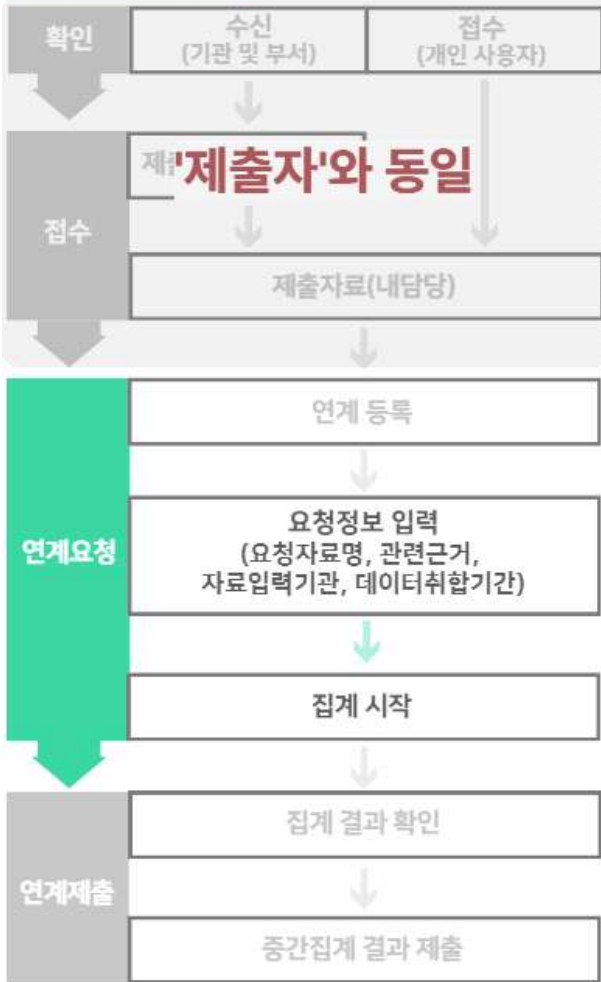 확인
수신
(기관 및 부서)
접수
(개인 사용자)
'제출자'와 동일
접수
제출자료(내담당)
연계 등록
연계요청
요청정보 입력
(요청자료명, 관련근거,
자료입력기관, 데이터취합기간)
집계 시작
집계 결과 확인
연계제출
중간집계 결과 제출